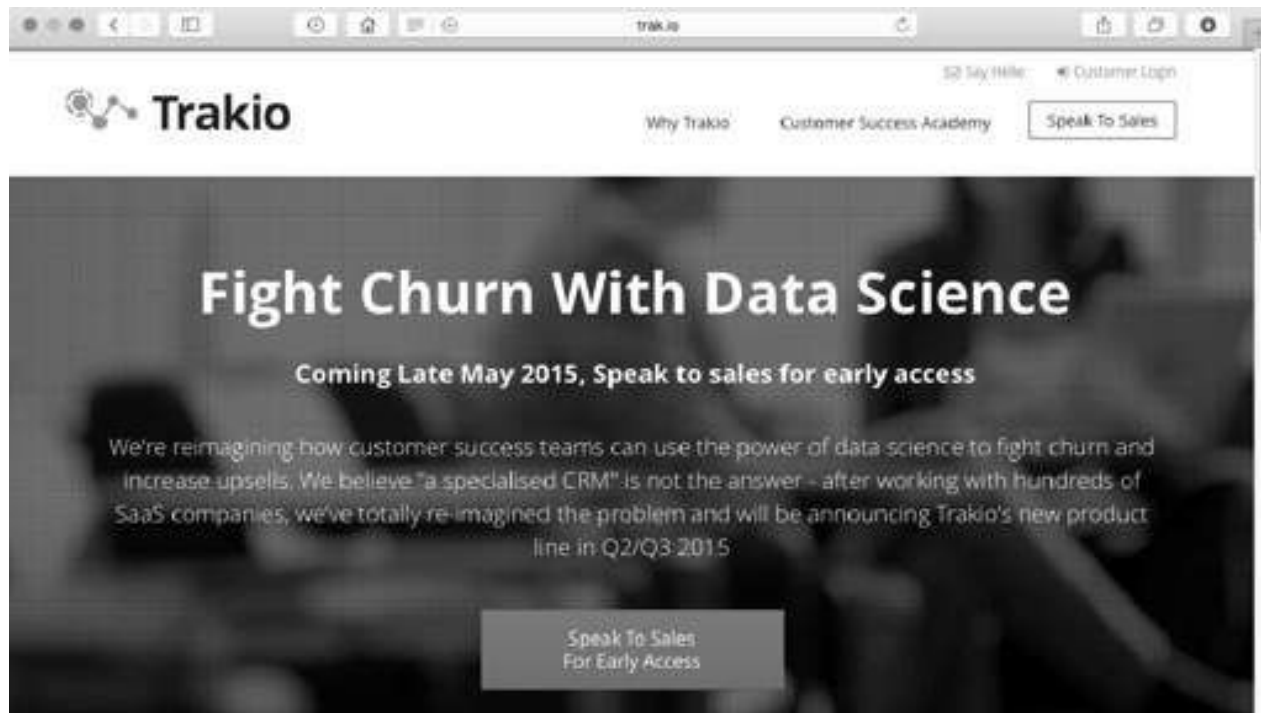 trak.io
Say Hello
Customer Login
Trakio
Why Trakio
Customer Success Academy
Speak To Sales
Fight Churn With Data Science
Coming Late May 2015, Speak to sales for early access
We're reimagining how customer success teams can use the power of data science to fight churn and
increase upsells. We believe "a specialised CRM" is not the answer - after working with hundreds of
SaaS companies, we've totally re-imagined the problem and will be announcing Trakio's new product
line in Q2/Q3 2015
Speak To Sales
For Early Access